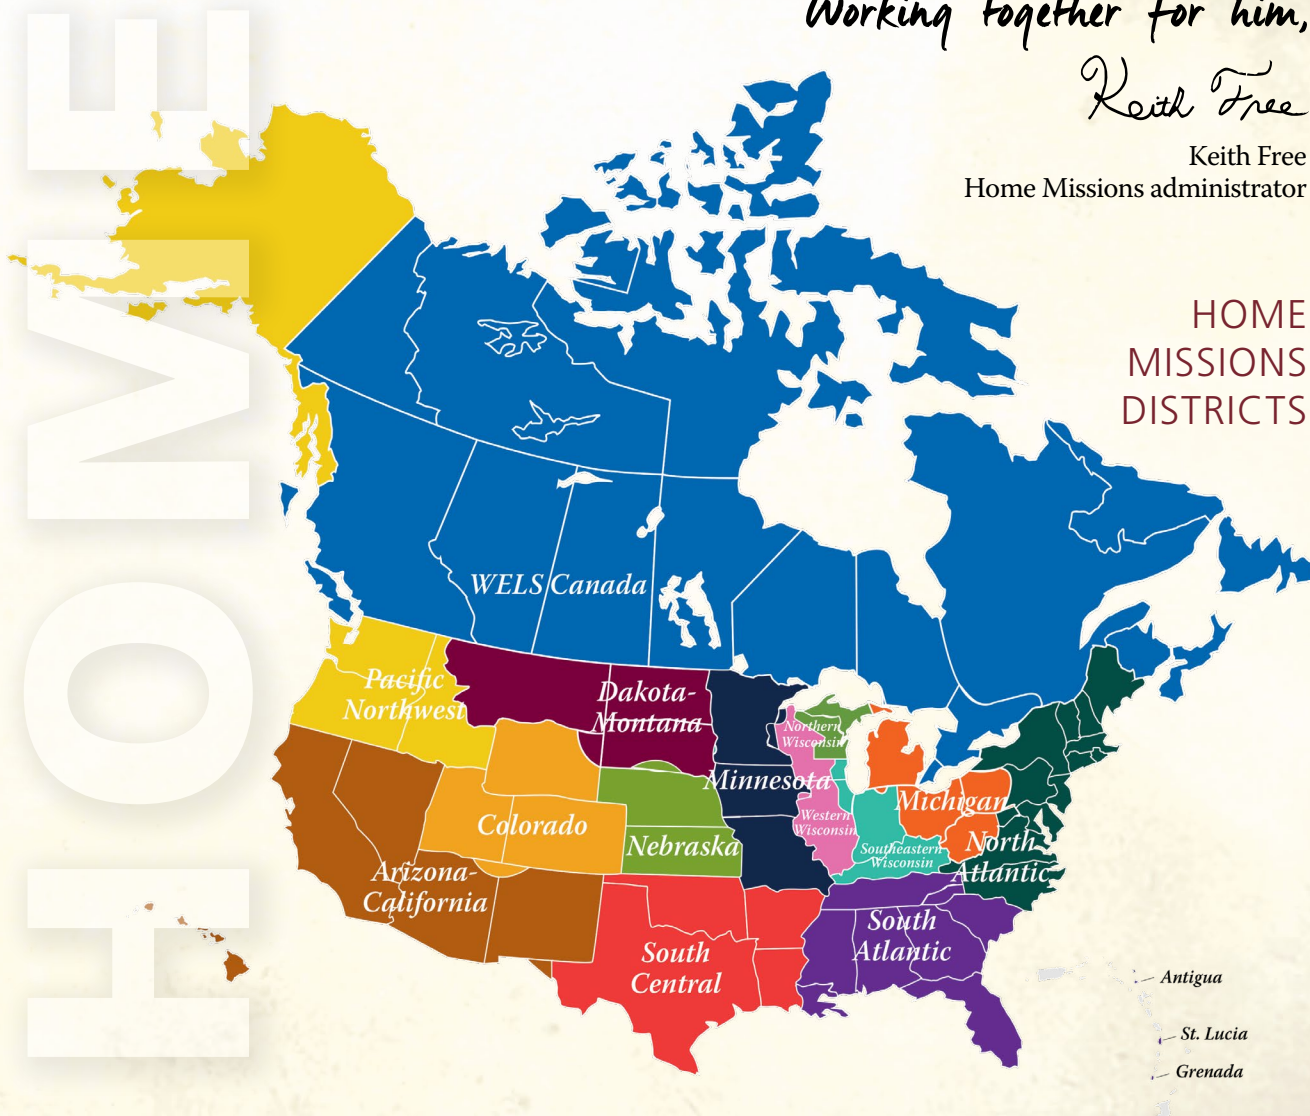 Working together for him,
Keith Free
Keith Free
Home Missions administrator
HOME
MISSIONS
DISTRICTS
HOME
WELS Canada
Pacific
Northwest
Dakota-
Montana
Northern
Wisconsin
Minnesota
Michigan
Western
Wisconsin
Colorado
Nebraska
Southeastern
Wisconsin
North
Atlantic
Arizona-
California
South
Atlantic
South
Central
Antigua
St. Lucia
Grenada